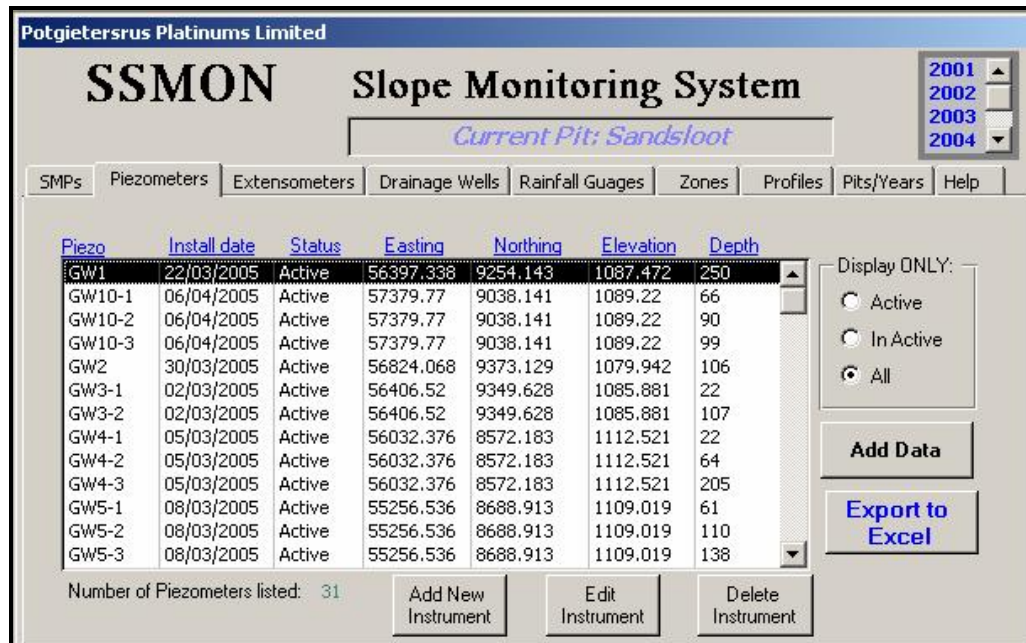 Potgietersrus Platinums Limited
SSMON Slope Monitoring System
Current Pit: Sandsloot
2001
2002
2003
2004
SMPs Piezometers Extensometers Drainage Wells Rainfall Guages Zones Profiles Pits/Years Help
Piezo Install date Status Easting Northing Elevation Depth
GW1 22/03/2005 Active 56397.338 9254.143 1087.472 250
GW10-1 06/04/2005 Active 57379.77 9038.141 1089.22 66
GW10-2 06/04/2005 Active 57379.77 9038.141 1089.22 90
GW10-3 06/04/2005 Active 57379.77 9038.141 1089.22 99
GW2 30/03/2005 Active 56824.068 9373.129 1079.942 106
GW3-1 02/03/2005 Active 56406.52 9349.628 1085.881 22
GW3-2 02/03/2005 Active 56406.52 9349.628 1085.881 107
GW4-1 05/03/2005 Active 56032.376 8572.183 1112.521 22
GW4-2 05/03/2005 Active 56032.376 8572.183 1112.521 64
GW4-3 05/03/2005 Active 56032.376 8572.183 1112.521 205
GW5-1 08/03/2005 Active 55256.536 8688.913 1109.019 61
GW5-2 08/03/2005 Active 55256.536 8688.913 1109.019 110
GW5-3 08/03/2005 Active 55256.536 8688.913 1109.019 138
Display ONLY:
Active
In Active
All
Add Data
Export to
Excel
Number of Piezometers listed: 31
Add New
Instrument
Edit
Instrument
Delete
Instrument